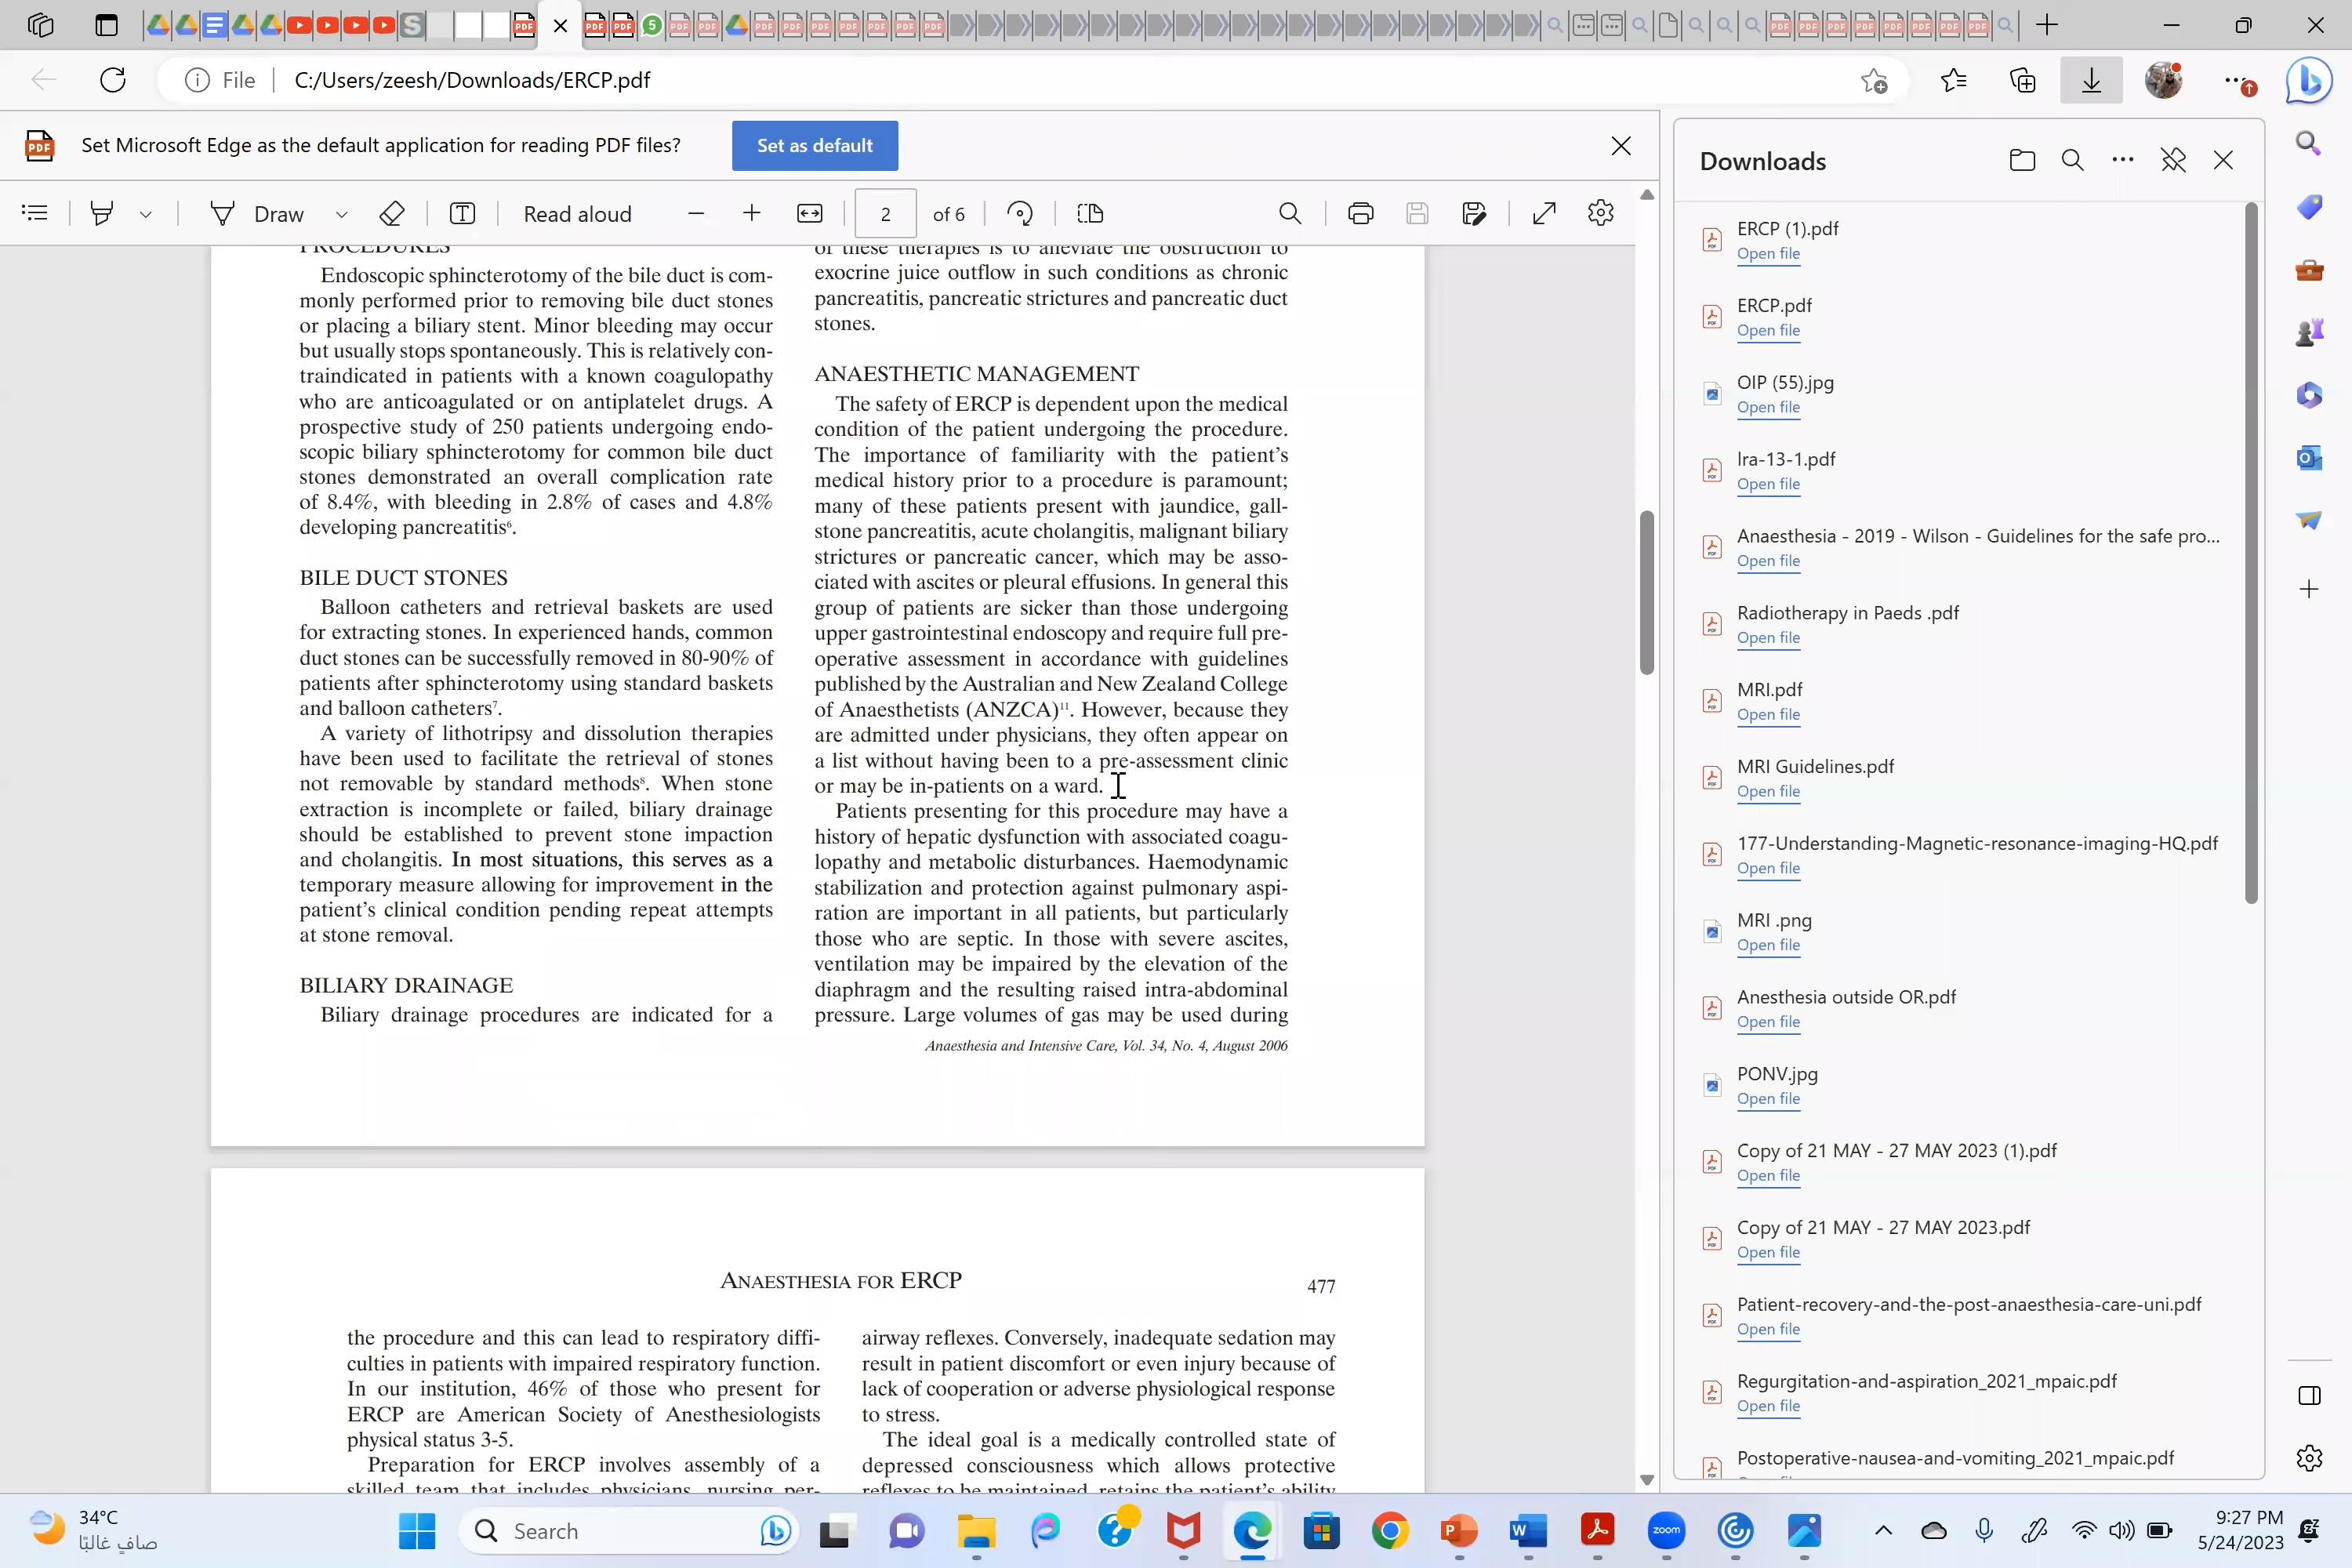 File
C:/Users/zeesh/Downloads/ERCP.pdf
Set Microsoft Edge as the default application for reading PDF files?
Set as default
Draw
Read aloud
2
of 6
PROCEDURES
Endoscopic sphincterotomy of the bile duct is com-
monly performed prior to removing bile duct stones
or placing a biliary stent. Minor bleeding may occur
but usually stops spontaneously. This is relatively con-
traindicated in patients with a known coagulopathy
who are anticoagulated or on antiplatelet drugs. A
prospective study of 250 patients undergoing endo-
scopic biliary sphincterotomy for common bile duct
stones demonstrated an overall complication rate
of 8.4%, with bleeding in 2.8% of cases and 4.8%
developing pancreatitis⁶.
BILE DUCT STONES
Balloon catheters and retrieval baskets are used
for extracting stones. In experienced hands, common
duct stones can be successfully removed in 80-90% of
patients after sphincterotomy using standard baskets
and balloon catheters⁷.
A variety of lithotripsy and dissolution therapies
have been used to facilitate the retrieval of stones
not removable by standard methods⁸. When stone
extraction is incomplete or failed, biliary drainage
should be established to prevent stone impaction
and cholangitis. In most situations, this serves as a
temporary measure allowing for improvement in the
patient's clinical condition pending repeat attempts
at stone removal.
BILIARY DRAINAGE
Biliary drainage procedures are indicated for a
of these therapies is to alleviate the obstruction to
exocrine juice outflow in such conditions as chronic
pancreatitis, pancreatic strictures and pancreatic duct
stones.
ANAESTHETIC MANAGEMENT
The safety of ERCP is dependent upon the medical
condition of the patient undergoing the procedure.
The importance of familiarity with the patient's
medical history prior to a procedure is paramount;
many of these patients present with jaundice, gall-
stone pancreatitis, acute cholangitis, malignant biliary
strictures or pancreatic cancer, which may be asso-
ciated with ascites or pleural effusions. In general this
group of patients are sicker than those undergoing
upper gastrointestinal endoscopy and require full pre-
operative assessment in accordance with guidelines
published by the Australian and New Zealand College
of Anaesthetists (ANZCA)¹¹. However, because they
are admitted under physicians, they often appear on
a list without having been to a pre-assessment clinic
or may be in-patients on a ward.
Patients presenting for this procedure may have a
history of hepatic dysfunction with associated coagu-
lopathy and metabolic disturbances. Haemodynamic
stabilization and protection against pulmonary aspi-
ration are important in all patients, but particularly
those who are septic. In those with severe ascites,
ventilation may be impaired by the elevation of the
diaphragm and the resulting raised intra-abdominal
pressure. Large volumes of gas may be used during
Anaesthesia and Intensive Care, Vol. 34, No. 4, August 2006
ANAESTHESIA FOR ERCP
477
the procedure and this can lead to respiratory diffi-
culties in patients with impaired respiratory function.
In our institution, 46% of those who present for
ERCP are American Society of Anesthesiologists
physical status 3-5.
Preparation for ERCP involves assembly of a
skilled team that includes physicians, nursing per-
airway reflexes. Conversely, inadequate sedation may
result in patient discomfort or even injury because of
lack of cooperation or adverse physiological response
to stress.
The ideal goal is a medically controlled state of
depressed consciousness which allows protective
reflexes to be maintained, retains the patient's ability
Downloads
ERCP (1).pdf
Open file
ERCP.pdf
Open file
OIP (55).jpg
Open file
Ira-13-1.pdf
Open file
Anaesthesia - 2019 - Wilson - Guidelines for the safe pro...
Open file
Radiotherapy in Paeds .pdf
Open file
MRI.pdf
Open file
MRI Guidelines.pdf
Open file
177-Understanding-Magnetic-resonance-imaging-HQ.pdf
Open file
MRI .png
Open file
Anesthesia outside OR.pdf
Open file
PONV.jpg
Open file
Copy of 21 MAY - 27 MAY 2023 (1).pdf
Open file
Copy of 21 MAY - 27 MAY 2023.pdf
Open file
Patient-recovery-and-the-post-anaesthesia-care-uni.pdf
Open file
Regurgitation-and-aspiration_2021_mpaic.pdf
Open file
Postoperative-nausea-and-vomiting_2021_mpaic.pdf
34°C
صافٍ غالبًا
Search
zoom
9:27 PM
5/24/2023